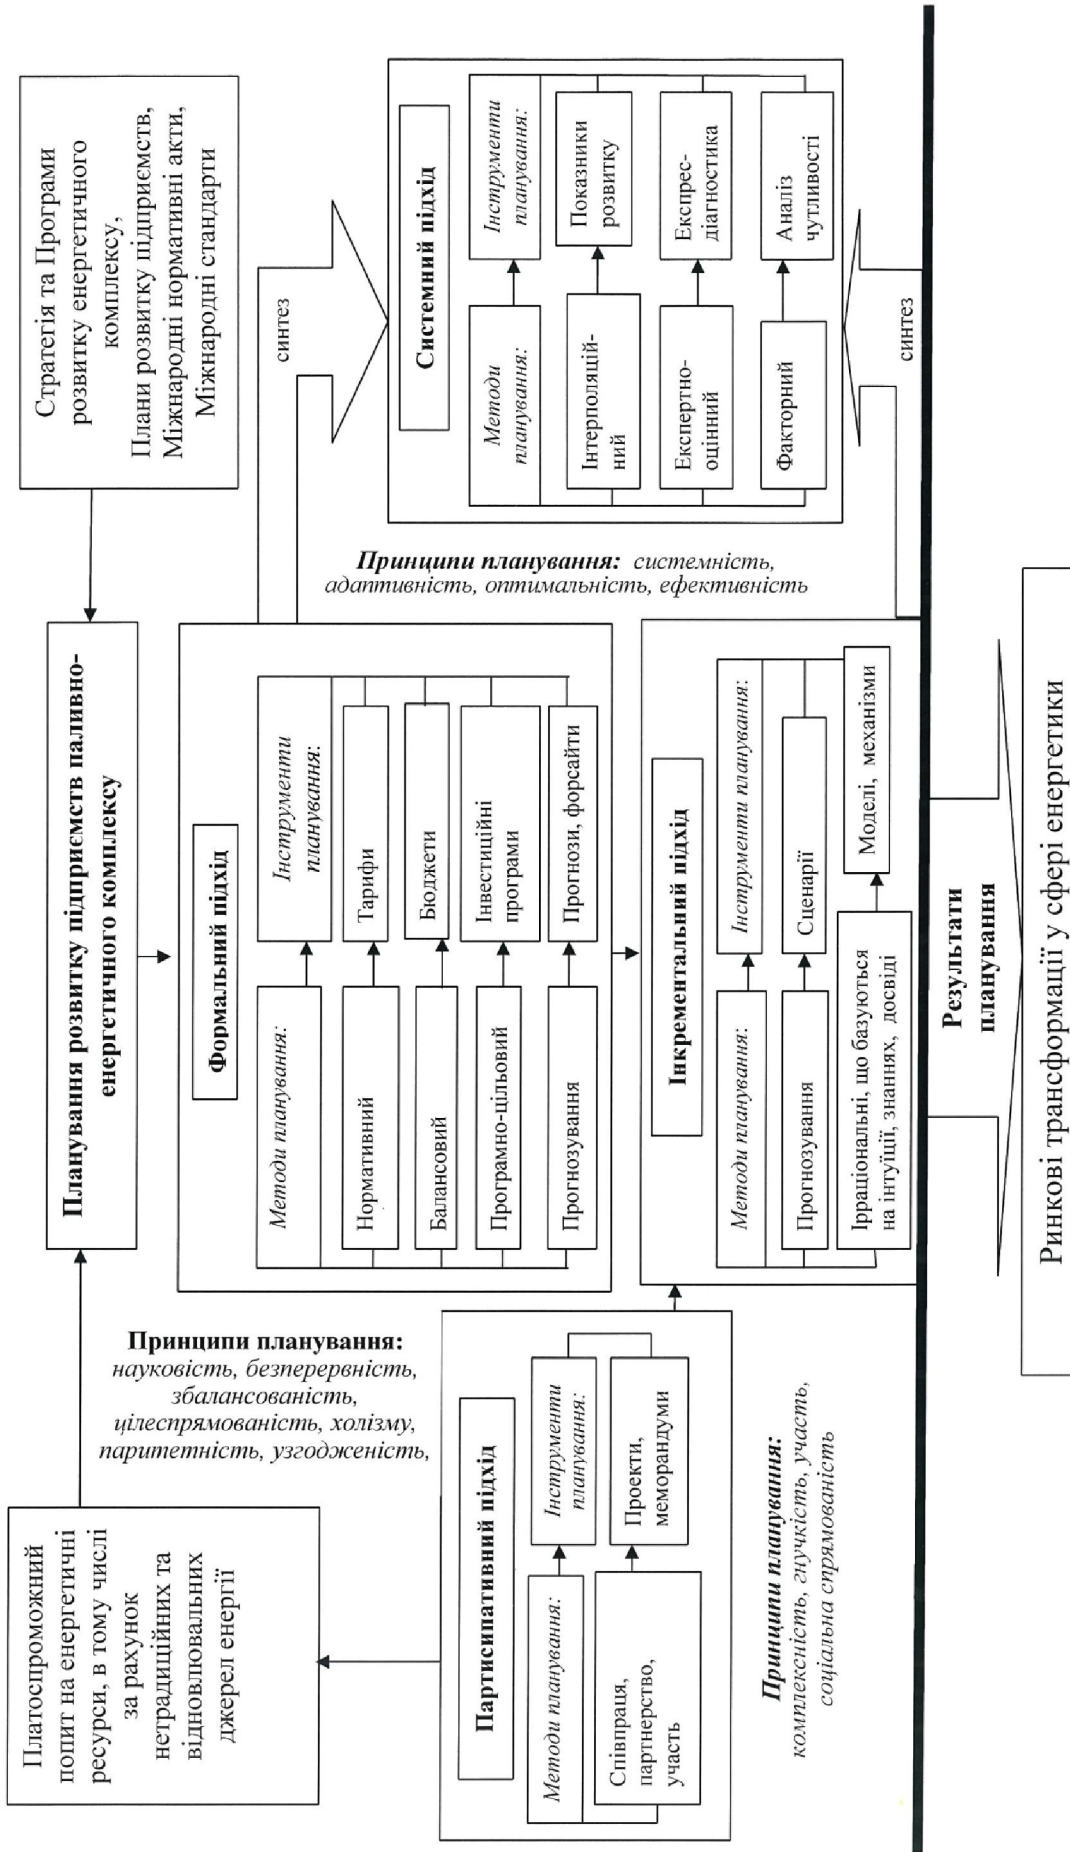 Платоспроможний
попит на енергетичні
ресурси, в тому числі
за рахунок
нетрадиційних та
відновлювальних
джерел енергії
Планування розвитку підприємств паливно-
енергетичного комплексу
Стратегія та Програми
розвитку енергетичного
комплексу,
Плани розвитку підприємств,
Міжнародні нормативні акти,
Міжнародні стандарти
Принципи планування:
науковість, безперервність,
збалансованість,
цілеспрямованість, холізму,
паритетність, узгодженість,
Формальний підхід
Методи планування:
Інструменти
планування:
Нормативний
Тарифи
Балансовий
Бюджети
Програмно-цільовий
Інвестиційні
програми
Прогнозування
Прогнози, форсайти
синтез
Принципи планування: системність,
адаптивність, оптимальність, ефективність
Системний підхід
Методи
планування:
Інструменти
планування:
Інтерполяцій-
ний
Показники
розвитку
Експертно-
оцінний
Експрес-
діагностика
Факторний
Аналіз
чутливості
синтез
Партисипативний підхід
Методи планування:
Інструменти
планування:
Співпраця,
партнерство,
участь
Проекти,
меморандуми
Принципи планування:
комплексність, гнучкість, участь,
соціальна спрямованість
Інкрементальний підхід
Методи планування:
Інструменти планування:
Прогнозування
Сценарії
Ірраціональні, що базуються
на інтуїції, знаннях, досвіді
Моделі, механізми
Результати
планування
Ринкові трансформації у сфері енергетики